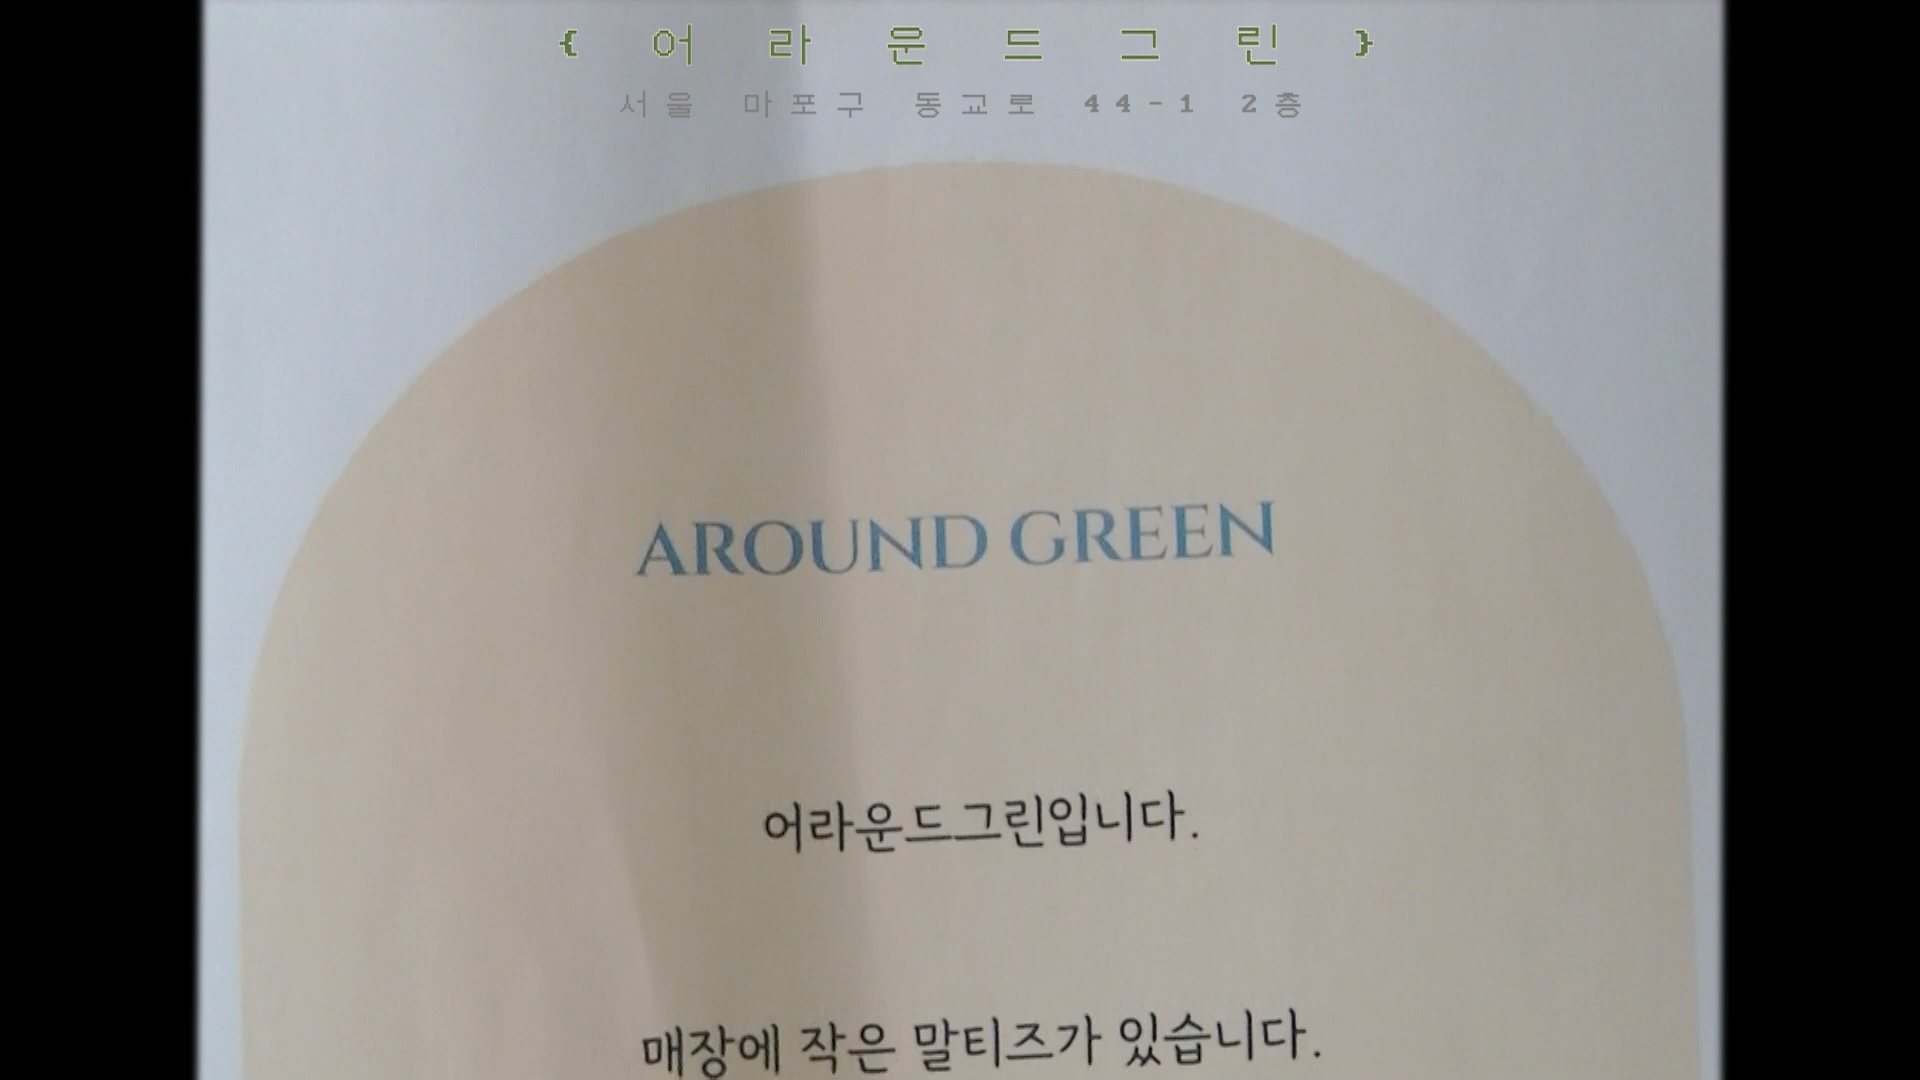 { 어라운드그린 }
서울 마포구 동교로 44-1 2층
AROUND GREEN
어라운드그린입니다.
매장에 작은 말티즈가 있습니다.